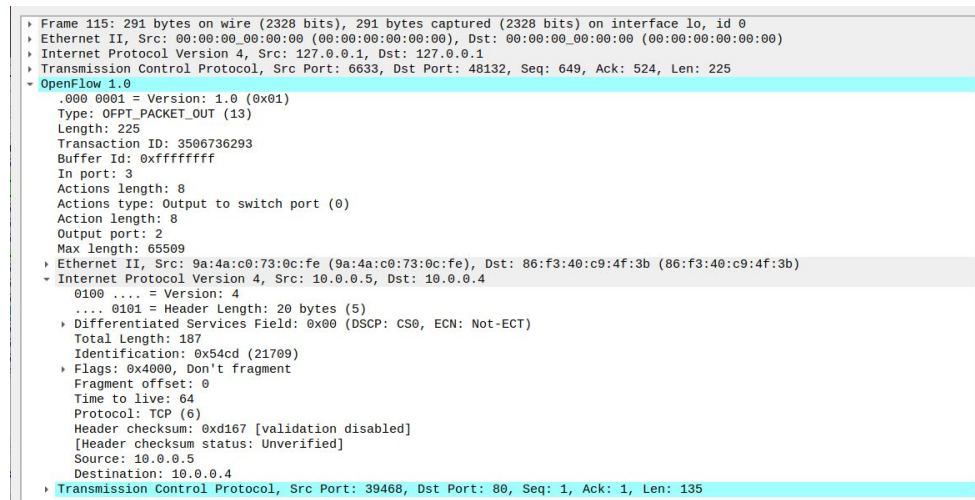 Frame 115: 291 bytes on wire (2328 bits), 291 bytes captured (2328 bits) on interface lo, id 0
Ethernet II, Src: 00:00:00_00:00:00 (00:00:00:00:00:00), Dst: 00:00:00_00:00:00 (00:00:00:00:00:00)
Internet Protocol Version 4, Src: 127.0.0.1, Dst: 127.0.0.1
Transmission Control Protocol, Src Port: 6633, Dst Port: 48132, Seq: 649, Ack: 524, Len: 225
OpenFlow 1.0
.000 0001 = Version: 1.0 (0x01)
Type: OFPT_PACKET_OUT (13)
Length: 225
Transaction ID: 3506736293
Buffer Id: 0xffffffff
In port: 3
Actions length: 8
Actions type: Output to switch port (0)
Action length: 8
Output port: 2
Max length: 65509
Ethernet II, Src: 9a:4a:c0:73:0c:fe (9a:4a:c0:73:0c:fe), Dst: 86:f3:40:c9:4f:3b (86:f3:40:c9:4f:3b)
Internet Protocol Version 4, Src: 10.0.0.5, Dst: 10.0.0.4
0100 .... = Version: 4
.... 0101 = Header Length: 20 bytes (5)
Differentiated Services Field: 0x00 (DSCP: CS0, ECN: Not-ECT)
Total Length: 187
Identification: 0x54cd (21709)
Flags: 0x4000, Don't fragment
Fragment offset: 0
Time to live: 64
Protocol: TCP (6)
Header checksum: 0xd167 [validation disabled]
[Header checksum status: Unverified]
Source: 10.0.0.5
Destination: 10.0.0.4
Transmission Control Protocol, Src Port: 39468, Dst Port: 80, Seq: 1, Ack: 1, Len: 135